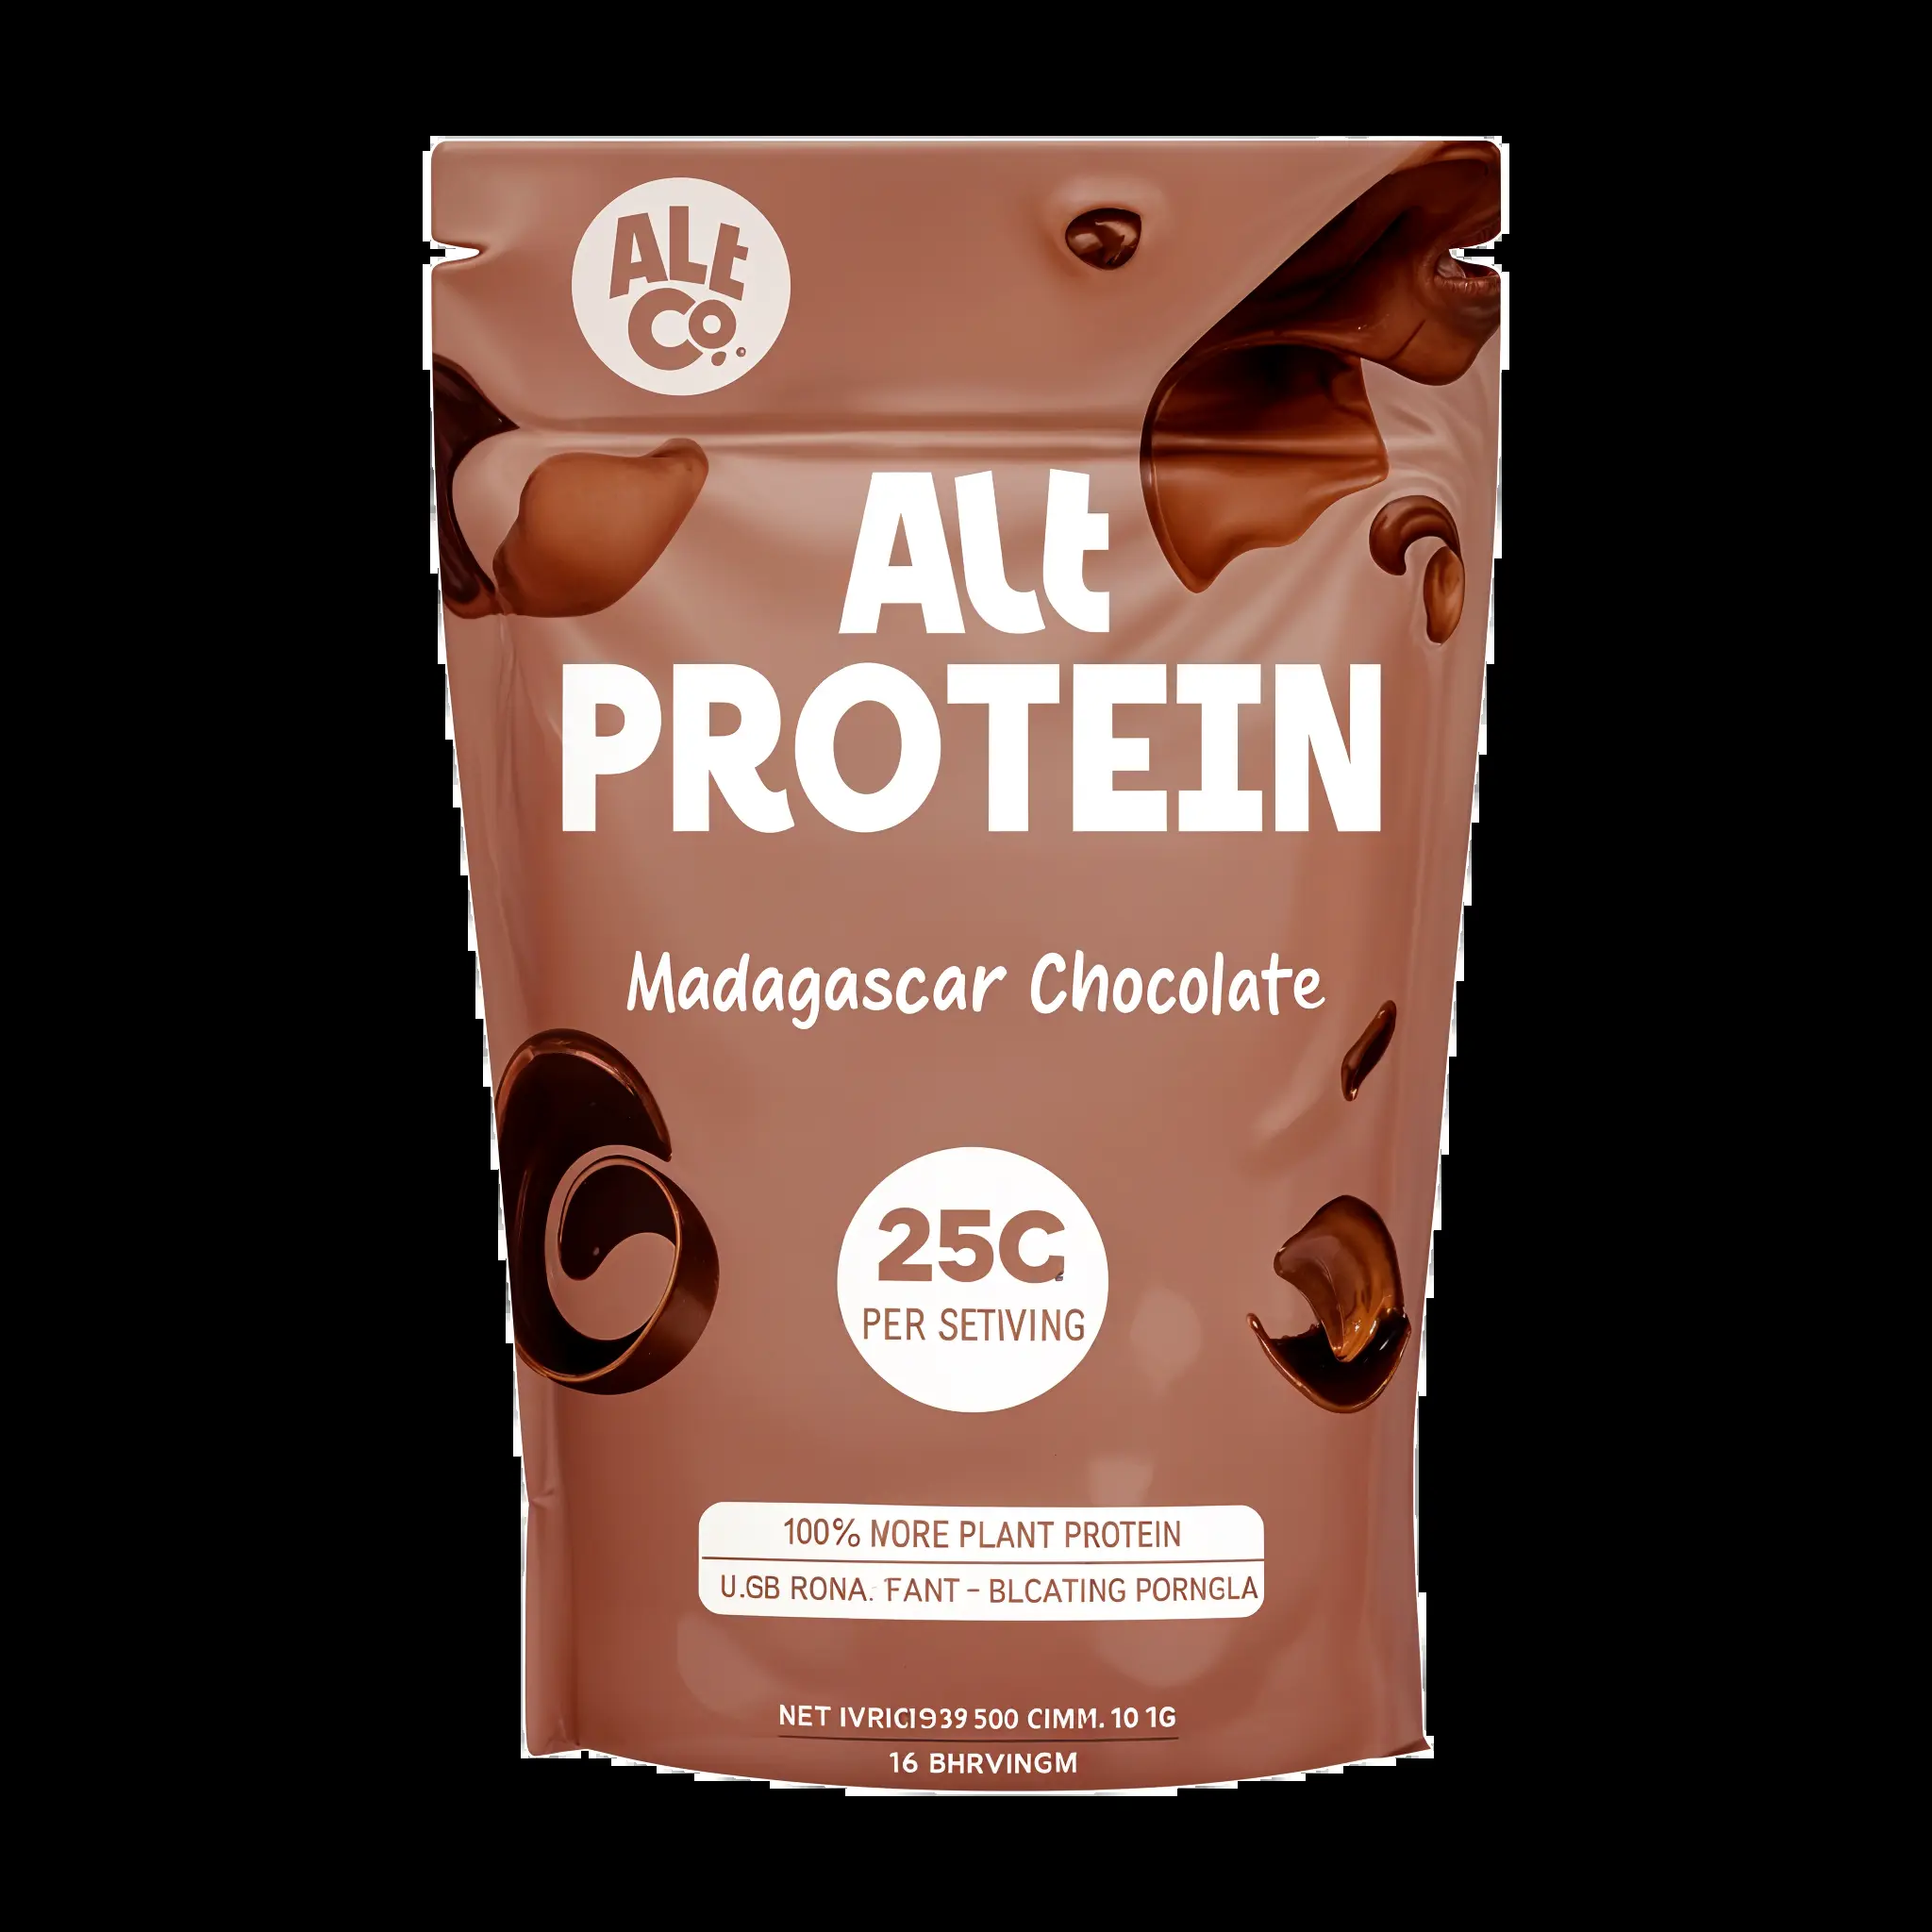 ALt
Co.
Alt
PROTEIN
Madagascar Chocolate
25C
PER SETIVING
100% NORE PLANT PROTEIN
U.GB RONA. FANT - BLCATING PORNGLA
NET IVRICI939 500 CIMM. 10 1G
16 BHRVINGM